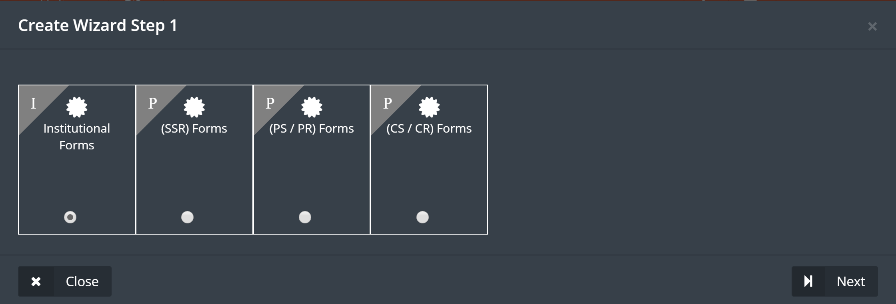 Create Wizard Step 1
×
I
Institutional
Forms
P
(SSR) Forms
P
(PS / PR) Forms
P
(CS / CR) Forms
Close
Next